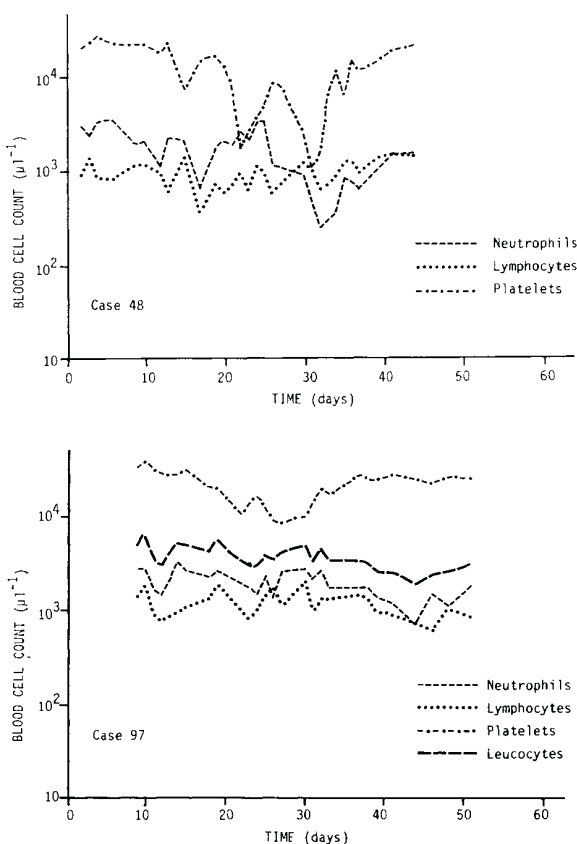 BLOOD CELL COUNT (µl⁻¹)
10⁴
10³
10²
10
Neutrophils
Lymphocytes
Platelets
Case 48
0 10 20 30 40 50 60
TIME (days)
BLOOD CELL COUNT (µl⁻¹)
10⁴
10³
10²
10
Neutrophils
Lymphocytes
Platelets
Leucocytes
Case 97
0 10 20 30 40 50 60
TIME (days)